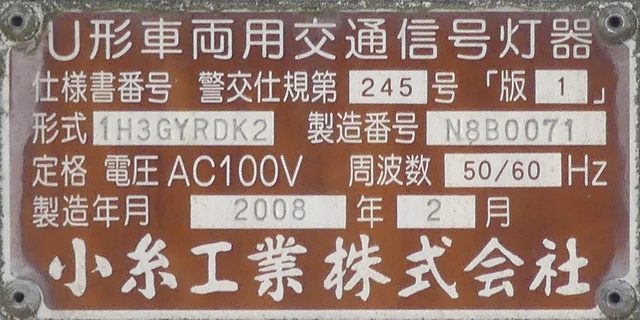 U形車両用交通信号灯器
仕様書番号 警交仕規第 245 号 「版 1 」
形式 1H3GYRDK2 製造番号 N8B0071
定格 電圧 AC100V 周波数 50/60 Hz
製造年月 2008 年 2 月
小糸工業株式会社